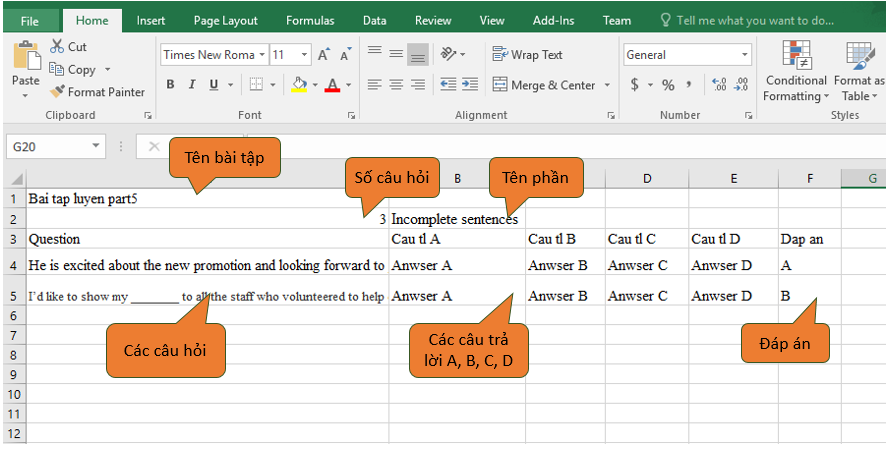 File Home Insert Page Layout Formulas Data Review View Add-Ins Team Tell me what you want to do...
Cut
Copy
Format Painter
Paste
Clipboard
Times New Roma 11 A A
B I U A
Font
Wrap Text
Merge & Center
Alignment
General
$ % , .00 .0
Number
Conditional Formatting
Format as Table
Styles
G20
Tên bài tập
Số câu hỏi
Tên phần
B D E F G
1 Bai tap luyen part5
2 3 Incomplete sentences
3 Question Cau tl A Cau tl B Cau tl C Cau tl D Dap an
4 He is excited about the new promotion and looking forward to Anwser A Anwser B Anwser C Anwser D A
5 I'd like to show my ________ to all the staff who volunteered to help Anwser A Anwser B Anwser C Anwser D B
6
7
8
9
10
11
12
Các câu hỏi
Các câu trả
lời A, B, C, D
Đáp án